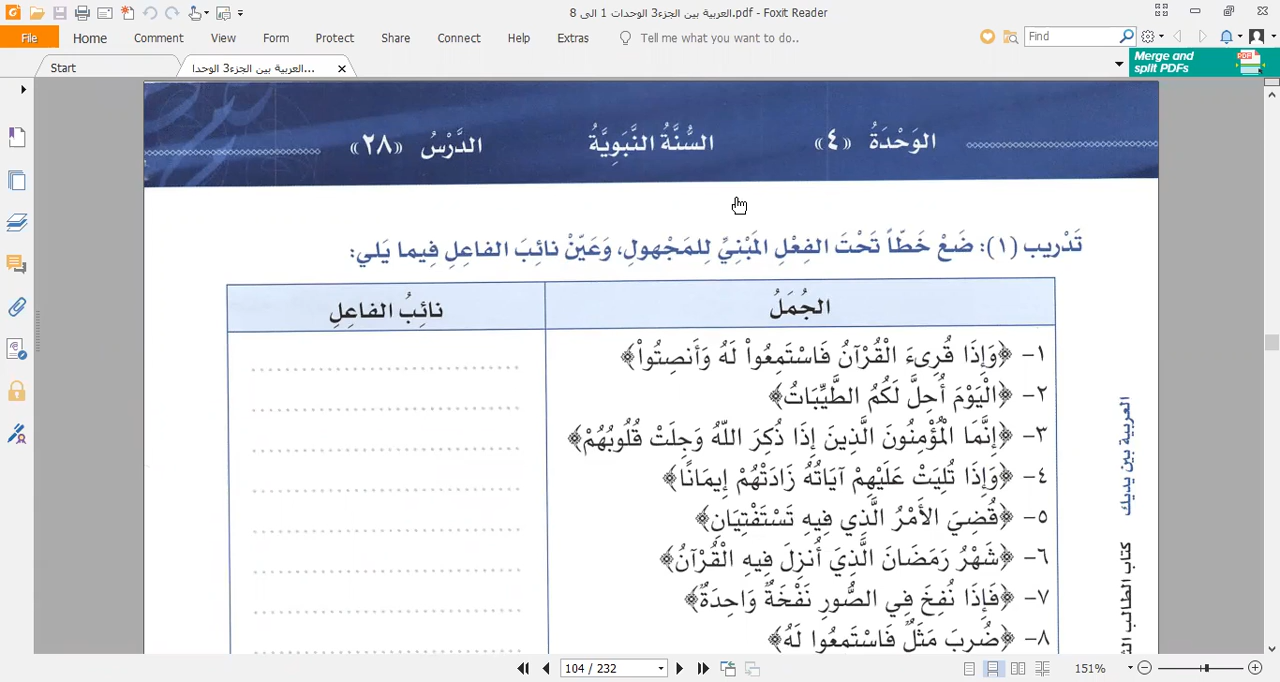 العربية بين الجزء3 الوحدات 1 الى 8.pdf - Foxit Reader
File Home Comment View Form Protect Share Connect Help Extras Tell me what you want to do.. Find
Start العربية بين الجزء3 الوحدا...
Merge and split PDFs
الوَحْدَةُ «٤» السُّنَّةُ النَّبَوِيَّةُ الدَّرْسُ «٢٨»
تَدْريب (١): ضَعْ خَطّاً تَحْتَ الفِعْلِ المَبْنِيِّ لِلمَجْهولِ، وَعَيّنْ نائِبَ الفاعِلِ فِيما يَلي:
الجُمَلُ نائِبُ الفاعِلِ
١- ﴿وَإِذَا قُرِىءَ الْقُرْآنُ فَاسْتَمِعُواْ لَهُ وَأَنصِتُواْ﴾
٢- ﴿الْيَوْمَ أُحِلَّ لَكُمُ الطَّيِّبَاتُ﴾
٣- ﴿إِنَّمَا الْمُؤْمِنُونَ الَّذِينَ إِذَا ذُكِرَ اللّهُ وَجِلَتْ قُلُوبُهُمْ﴾
٤- ﴿وَإِذَا تُلِيَتْ عَلَيْهِمْ آيَاتُهُ زَادَتْهُمْ إِيمَانًا﴾
٥- ﴿قُضِيَ الأَمْرُ الَّذِي فِيهِ تَسْتَفْتِيَانِ﴾
٦- ﴿شَهْرُ رَمَضَانَ الَّذِيَ أُنزِلَ فِيهِ الْقُرْآنُ﴾
٧- ﴿فَإِذَا نُفِخَ فِي الصُّورِ نَفْخَةٌ وَاحِدَةٌ﴾
٨- ﴿ضُرِبَ مَثَلٌ فَاسْتَمِعُوا لَهُ﴾
العربية بين يديك
كتاب الطالب
104 / 232 151%